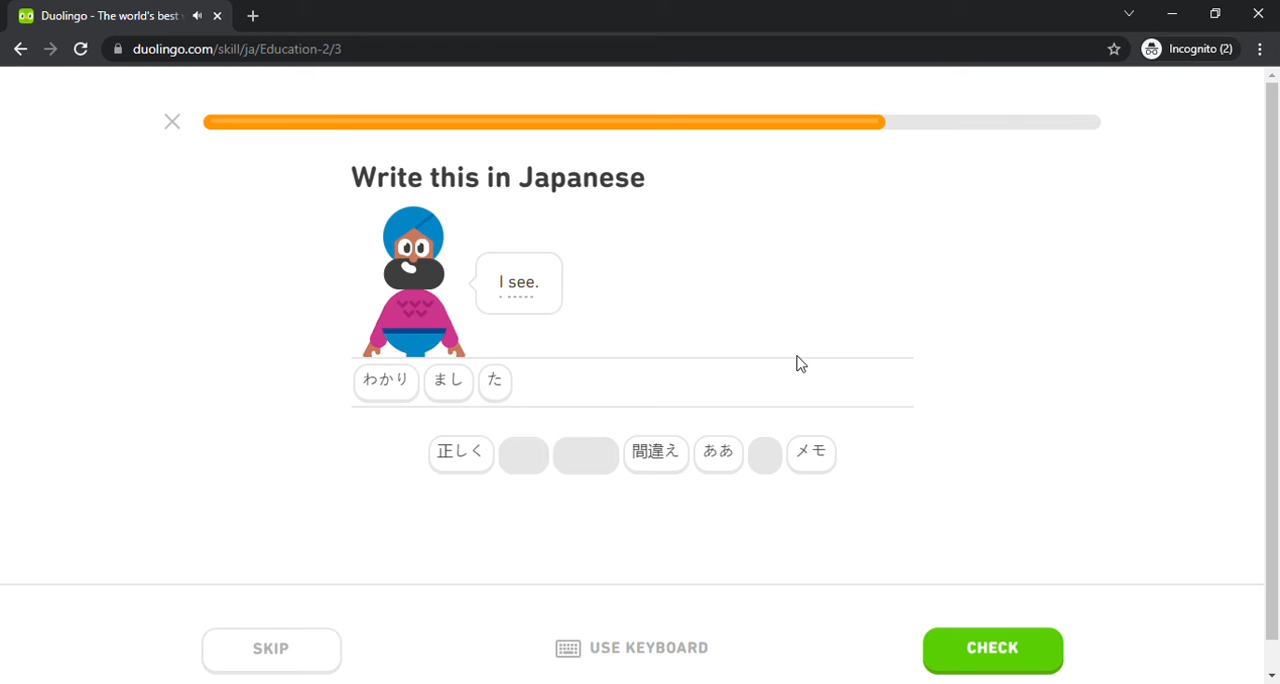 Duolingo - The world's best
duolingo.com/skill/ja/Education-2/3
Incognito (2)
Write this in Japanese
I see.
わかり まし た
正しく 間違え ああ メモ
SKIP
USE KEYBOARD
CHECK